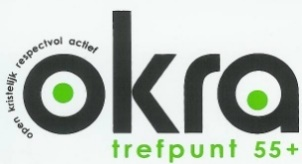 open kristelijk respectvol actief
okra
trefpunt 55+